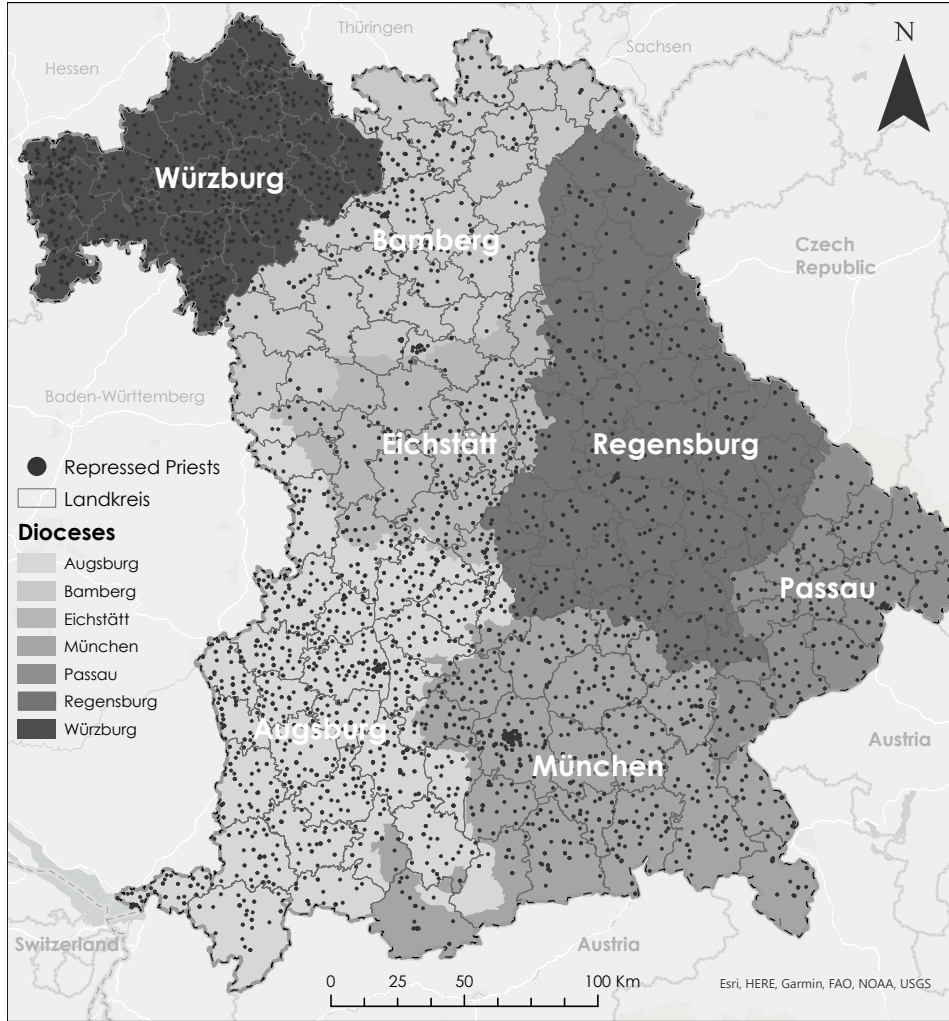 N
Thüringen
Sachsen
Hessen
Würzburg
Bamberg
Czech
Republic
Baden-Württemberg
Eichstätt
Regensburg
Repressed Priests
Landkreis
Dioceses
Augsburg
Bamberg
Eichstätt
München
Passau
Regensburg
Würzburg
Passau
Augsburg
München
Austria
Switzerland
Austria
0 25 50 100 Km
Esri, HERE, Garmin, FAO, NOAA, USGS